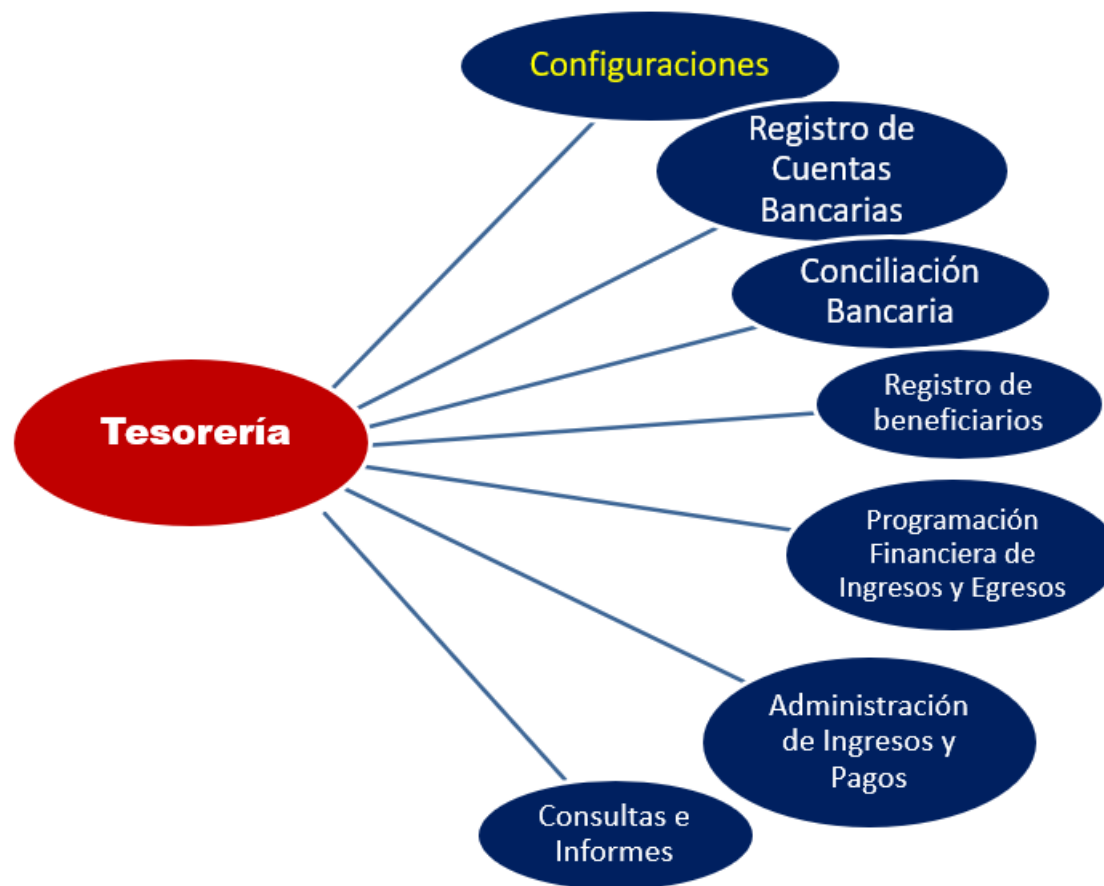 Configuraciones
Registro de
Cuentas
Bancarias
Conciliación
Bancaria
Registro de
beneficiarios
Tesorería
Programación
Financiera de
Ingresos y Egresos
Administración
de Ingresos y
Pagos
Consultas e
Informes